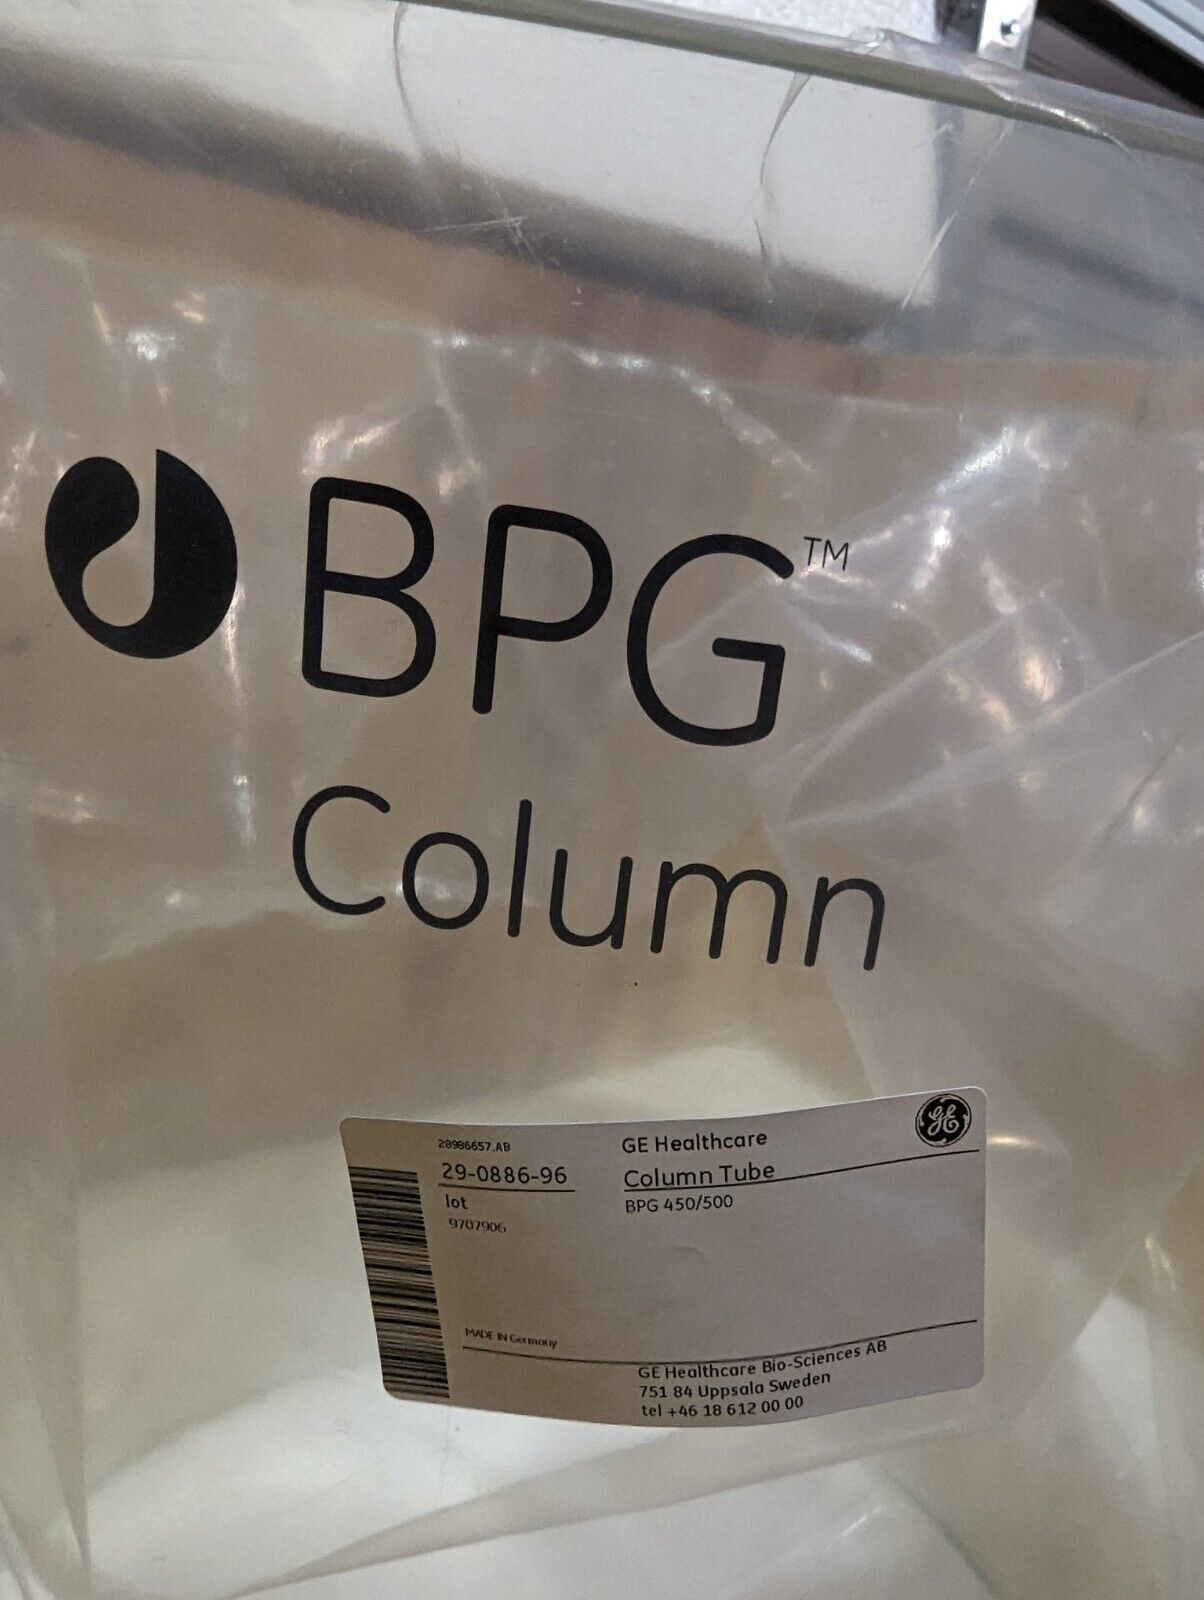 BPG™
Column
28986657.AB
29-0886-96
lot
9707906
GE Healthcare
Column Tube
BPG 450/500
GE
MADE IN Germany
GE Healthcare Bio-Sciences AB
751 84 Uppsala Sweden
tel +46 18 612 00 00